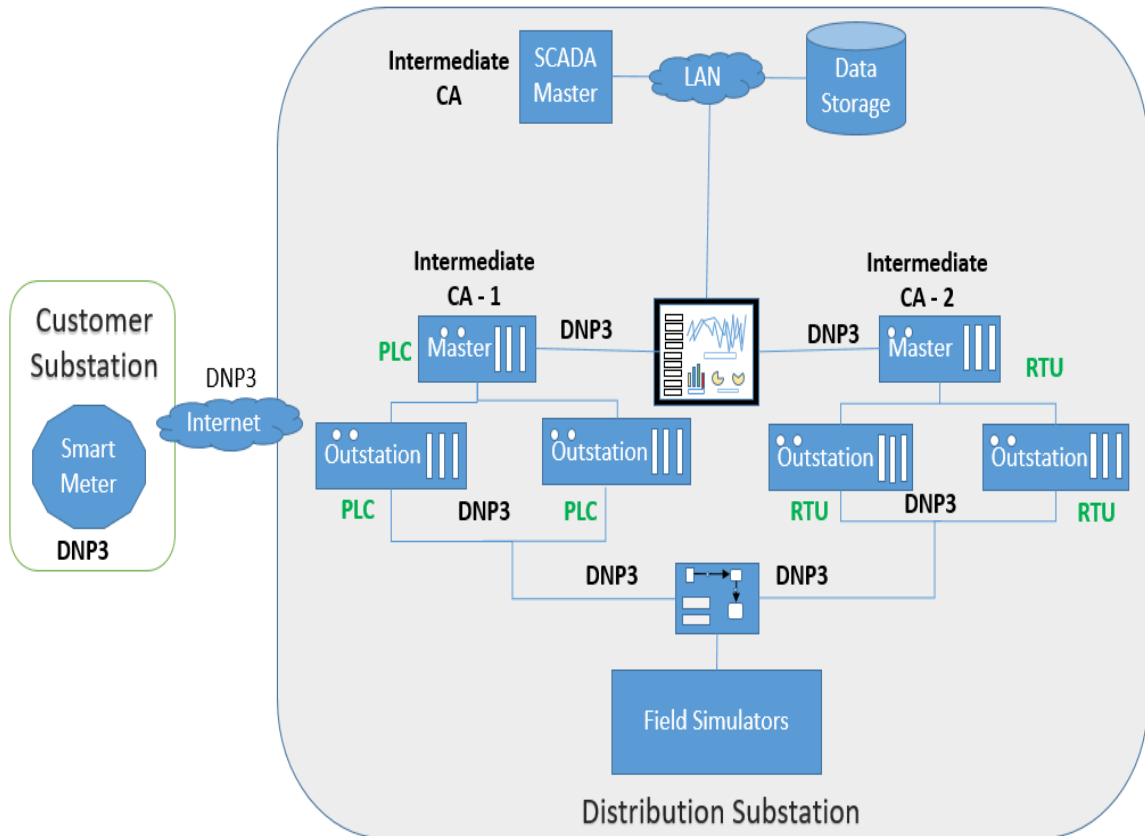 Intermediate
CA
SCADA
Master
LAN
Data
Storage
Intermediate
CA - 1
Intermediate
CA - 2
Customer
Substation
DNP3
Internet
Smart
Meter
DNP3
PLC
Master
DNP3
DNP3
Master
RTU
Outstation
Outstation
Outstation
Outstation
PLC
DNP3
PLC
RTU
DNP3
RTU
DNP3
DNP3
Field Simulators
Distribution Substation